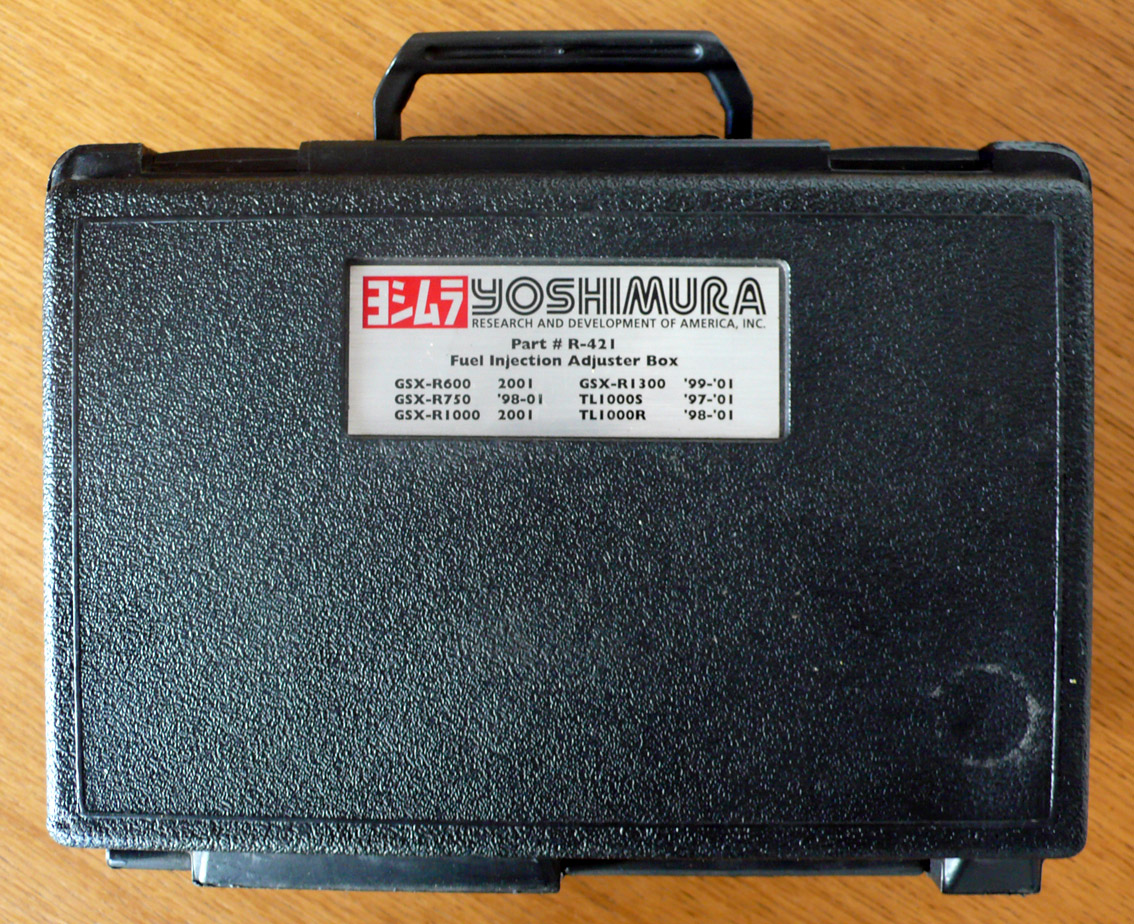 ヨシムラ YOSHIMURA
RESEARCH AND DEVELOPMENT OF AMERICA, INC.
Part # R-421
Fuel Injection Adjuster Box
GSX-R600 2001 GSX-R1300 '99-'01
GSX-R750 '98-01 TL1000S '97-'01
GSX-R1000 2001 TL1000R '98-'01